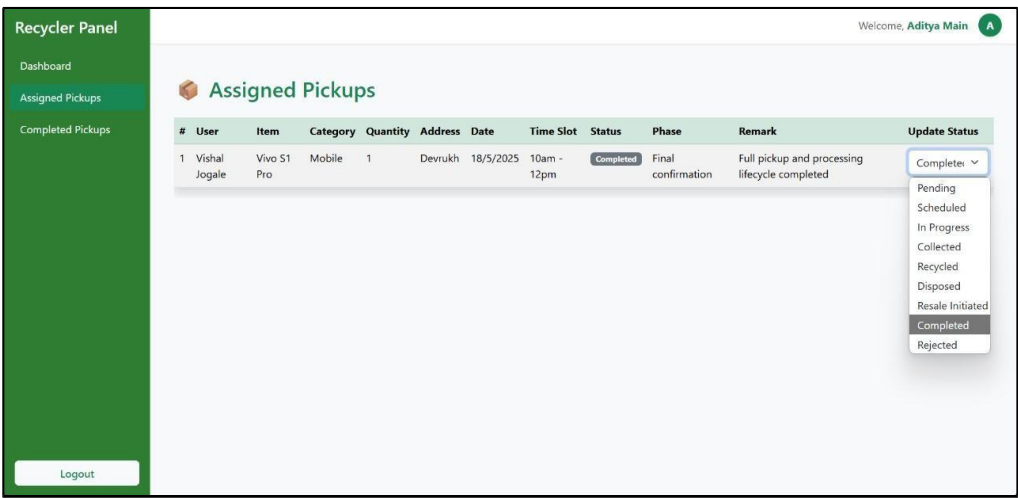 Recycler Panel
Welcome, Aditya Main A
Dashboard
Assigned Pickups
Completed Pickups
Assigned Pickups
# User Item Category Quantity Address Date Time Slot Status Phase Remark Update Status
1 Vishal Vivo S1 Mobile 1 Devrukh 18/5/2025 10am - Completed Final Full pickup and processing Completed
Jogale Pro 12pm confirmation lifecycle completed
Pending
Scheduled
In Progress
Collected
Recycled
Disposed
Resale Initiated
Completed
Rejected
Logout